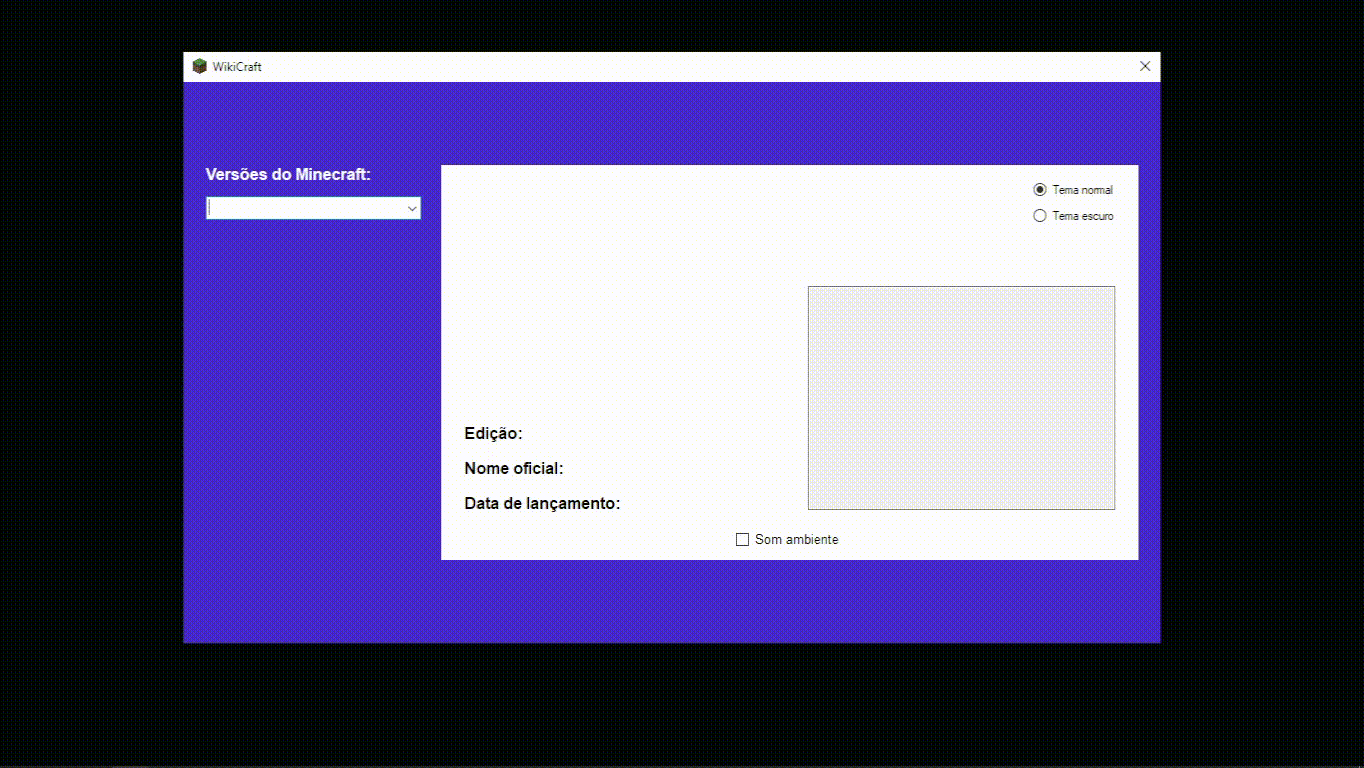 WikiCraft
Versões do Minecraft:
Tema normal
Tema escuro
Edição:
Nome oficial:
Data de lançamento:
Som ambiente